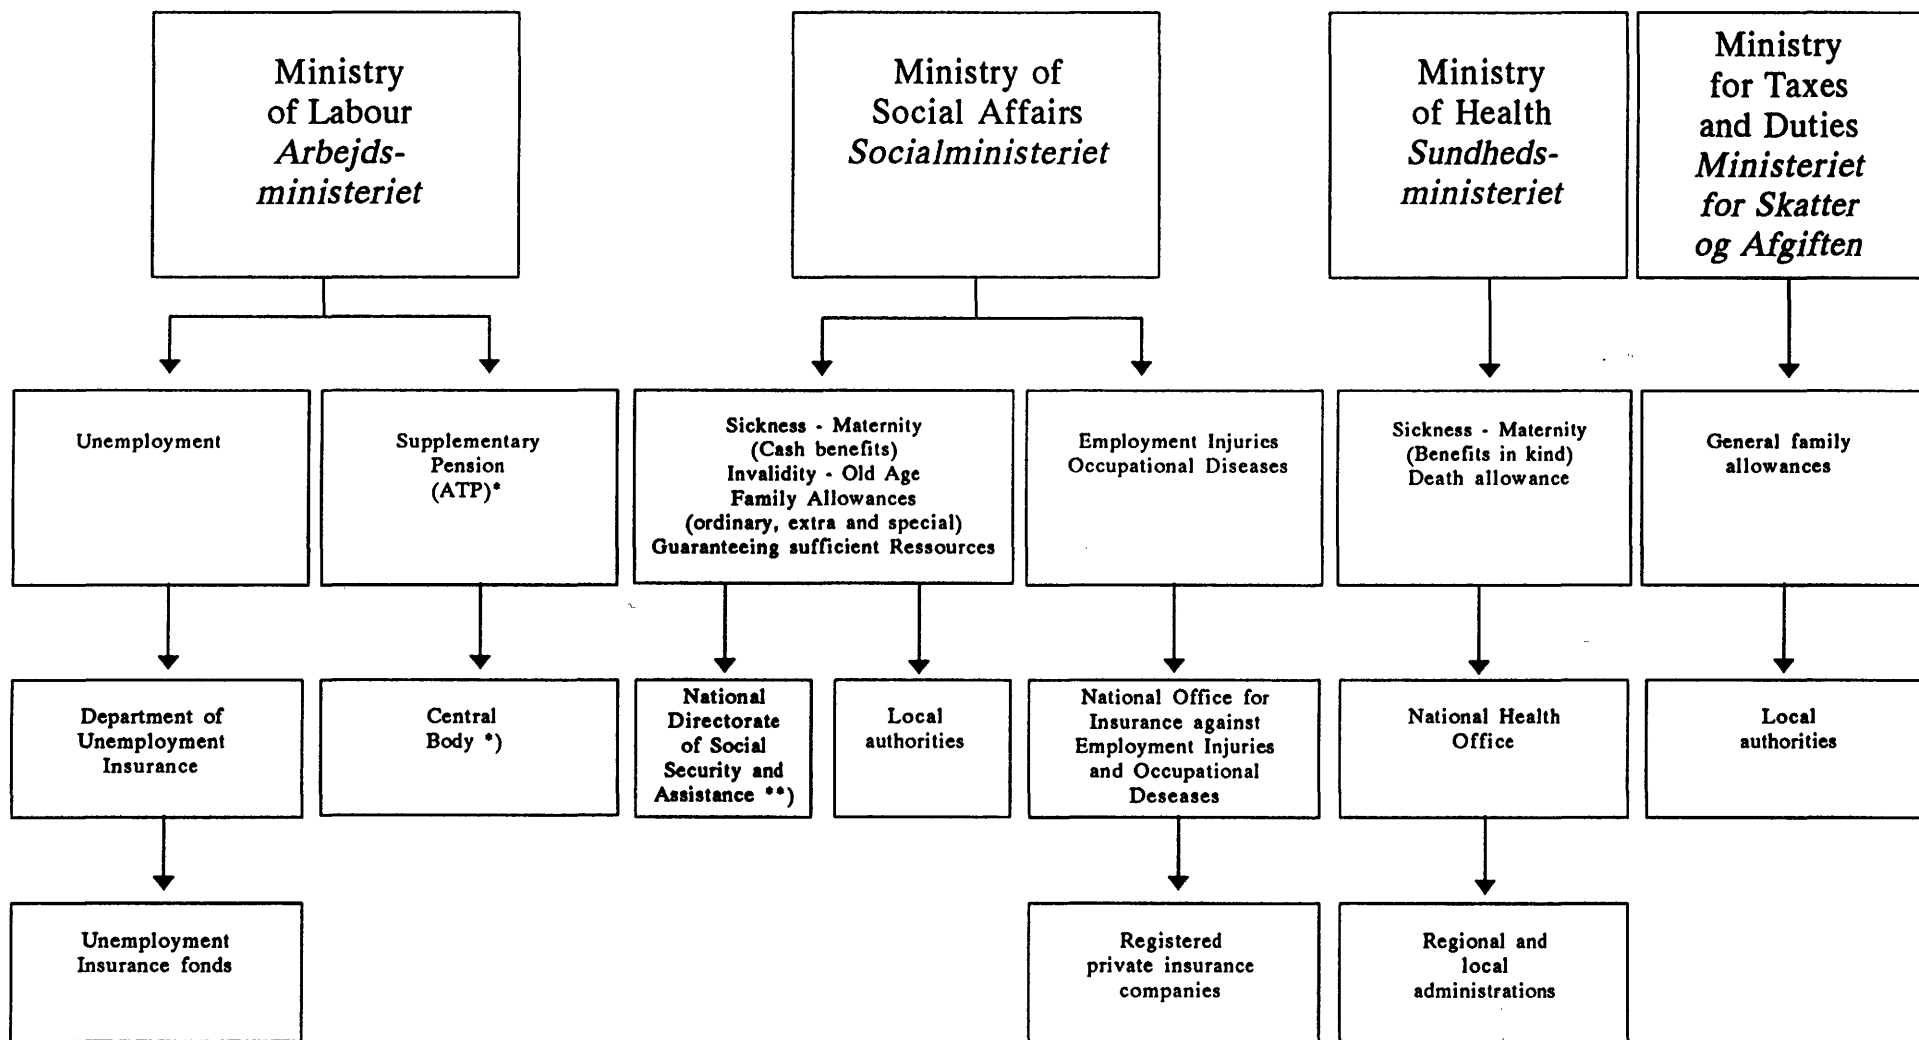 Ministry
of Labour
Arbejds-
ministeriet
Ministry of
Social Affairs
Socialministeriet
Ministry
of Health
Sundheds-
ministeriet
Ministry
for Taxes
and Duties
Ministeriet
for Skatter
og Afgiften
Unemployment
Supplementary
Pension
(ATP)*
Sickness - Maternity
(Cash benefits)
Invalidity - Old Age
Family Allowances
(ordinary, extra and special)
Guaranteeing sufficient Ressources
Employment Injuries
Occupational Diseases
Sickness - Maternity
(Benefits in kind)
Death allowance
General family
allowances
Department of
Unemployment
Insurance
Central
Body *)
National
Directorate
of Social
Security and
Assistance **)
Local
authorities
National Office for
Insurance against
Employment Injuries
and Occupational
Deseases
National Health
Office
Local
authorities
Unemployment
Insurance fonds
Registered
private insurance
companies
Regional and
local
administrations